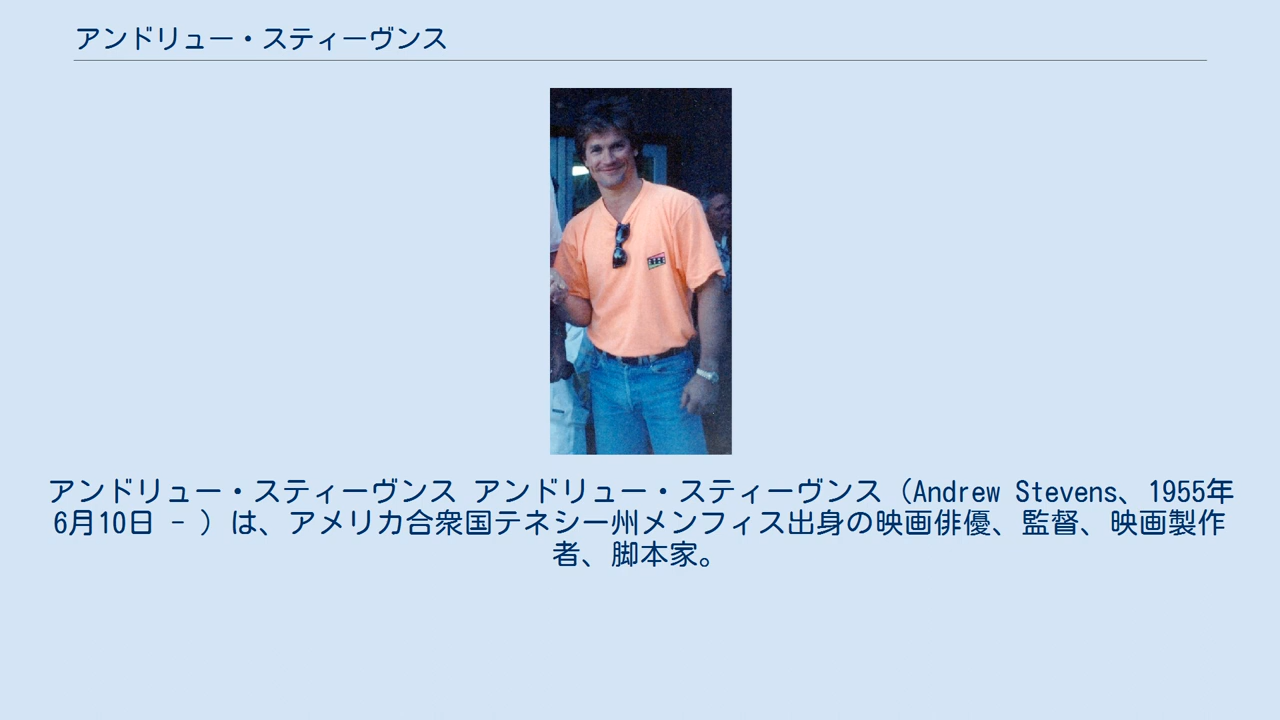 アンドリュー・スティーヴンス
アンドリュー・スティーヴンス アンドリュー・スティーヴンス（Andrew Stevens、1955年
6月10日 - ）は、アメリカ合衆国テネシー州メンフィス出身の映画俳優、監督、映画製作
者、脚本家。